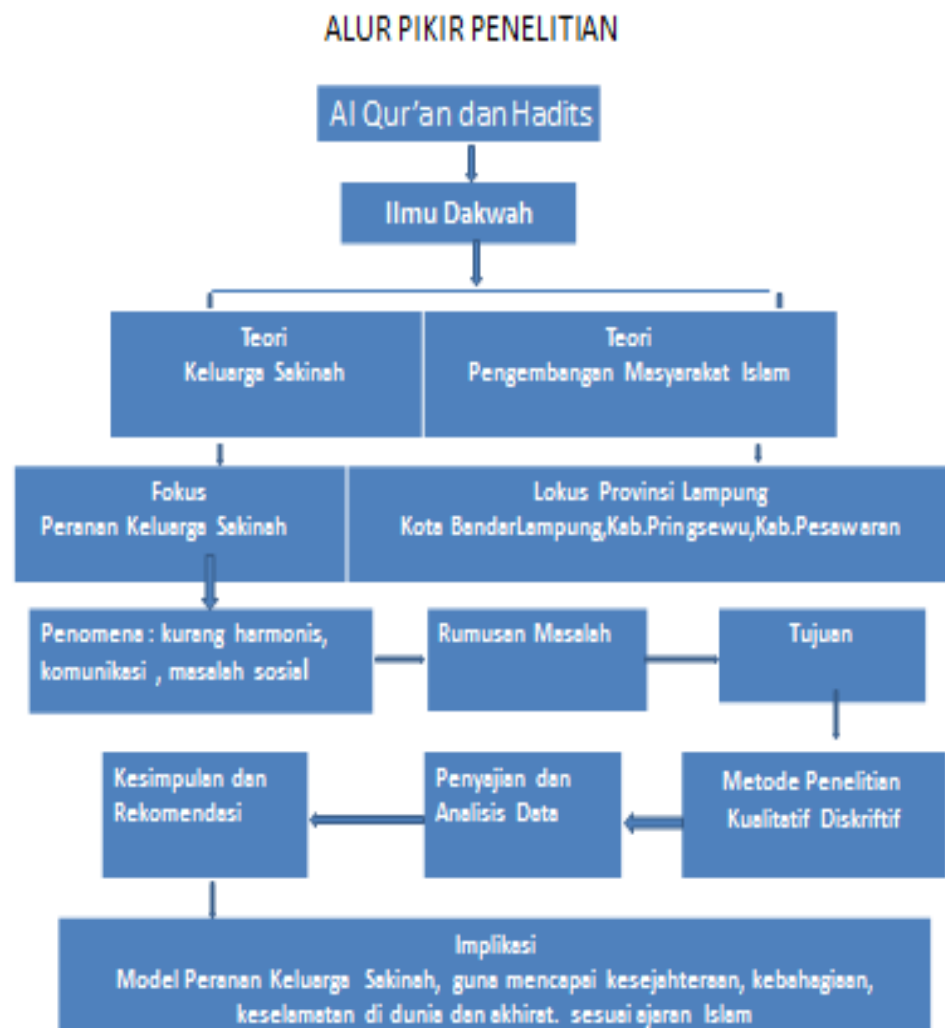 ALUR PIKIR PENELITIAN
Al Qur'an dan Hadits
Ilmu Dakwah
Teori
Keluarga Sakinah
Teori
Pengembangan Masyarakat Islam
Fokus
Peranan Keluarga Sakinah
Lokus Provinsi Lampung
Kota BandarLampung,Kab.Pringsewu,Kab.Pesawaran
Penomena : kurang harmonis,
komunikasi , masalah sosial
Rumusan Masalah
Tujuan
Metode Penelitian
Kualitatif Diskriftif
Penyajian dan
Analisis Data
Kesimpulan dan
Rekomendasi
Implikasi
Model Peranan Keluarga Sakinah, guna mencapai kesejahteraan, kebahagiaan,
keselamatan di dunia dan akhirat. sesuai ajaran Islam